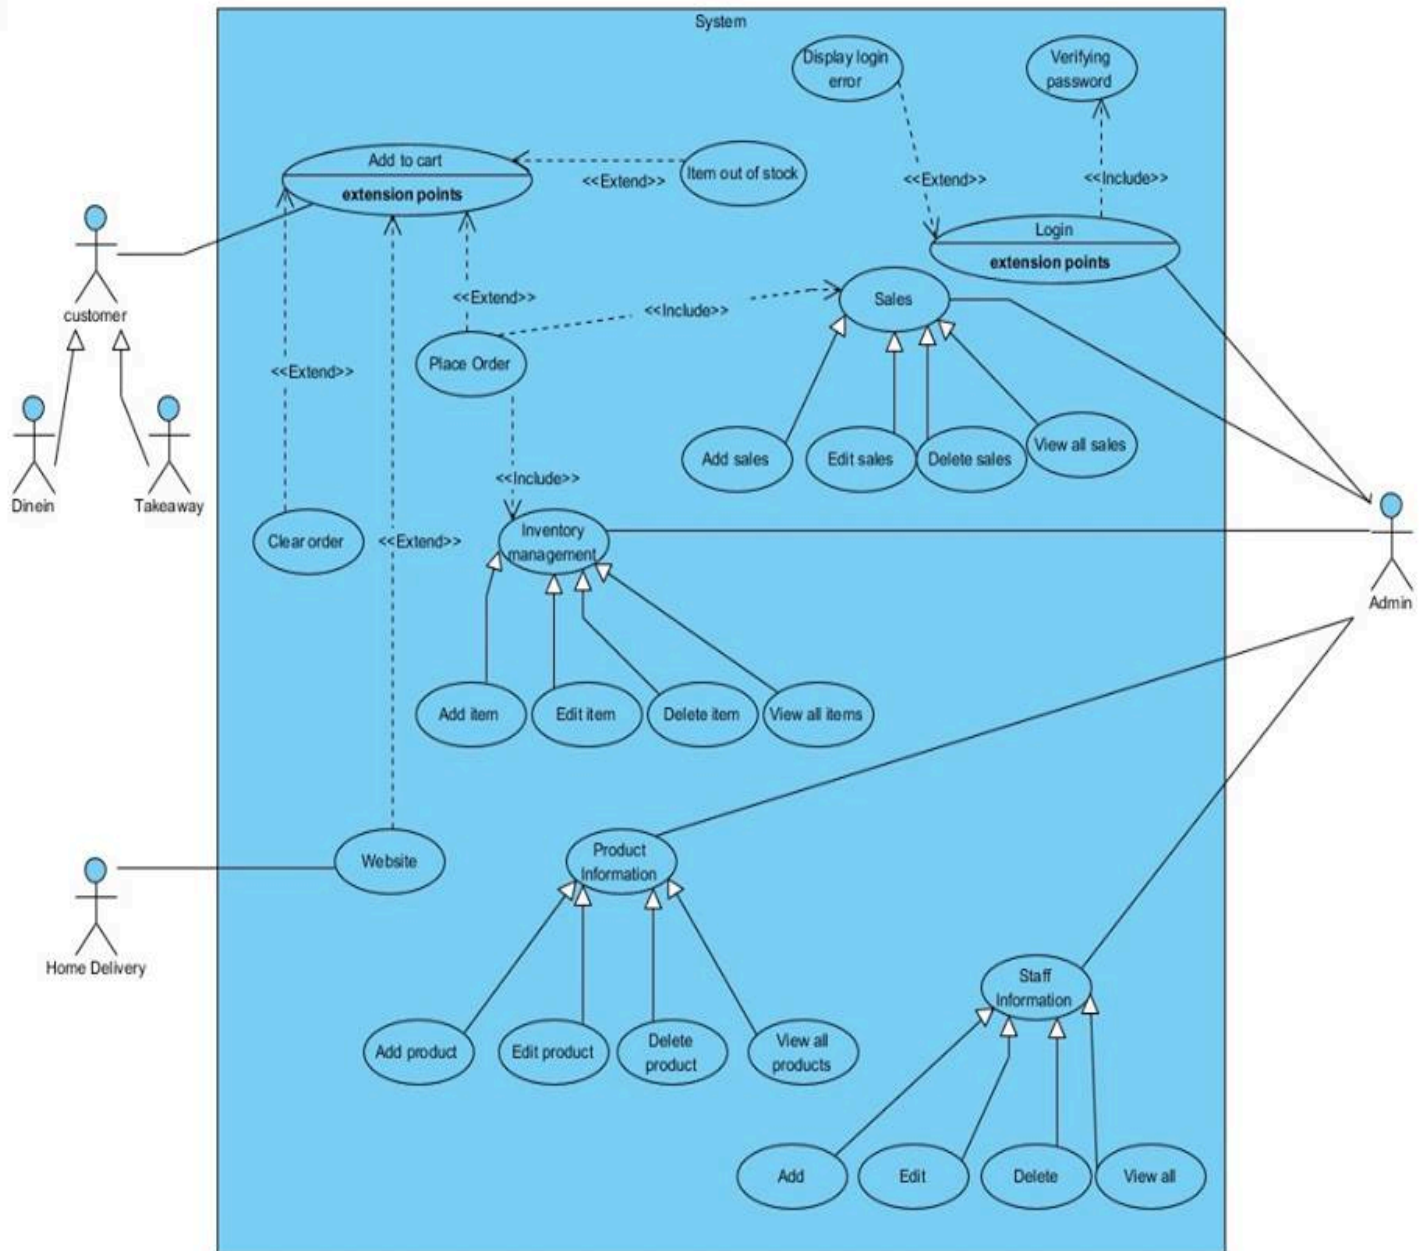 System
Display login
error
Verifying
password
Add to cart
extension points
<<Extend>>
Item out of stock
<<Extend>>
<<Include>>
Login
extension points
customer
<<Extend>>
<<Include>>
Sales
Place Order
<<Extend>>
Add sales
Edit sales
Delete sales
View all sales
Dinein
Takeaway
<<Include>>
Clear order
<<Extend>>
Inventory
management
Admin
Add item
Edit item
Delete item
View all items
Website
Product
Information
Home Delivery
Staff
Information
Add product
Edit product
Delete
product
View all
products
Add
Edit
Delete
View all